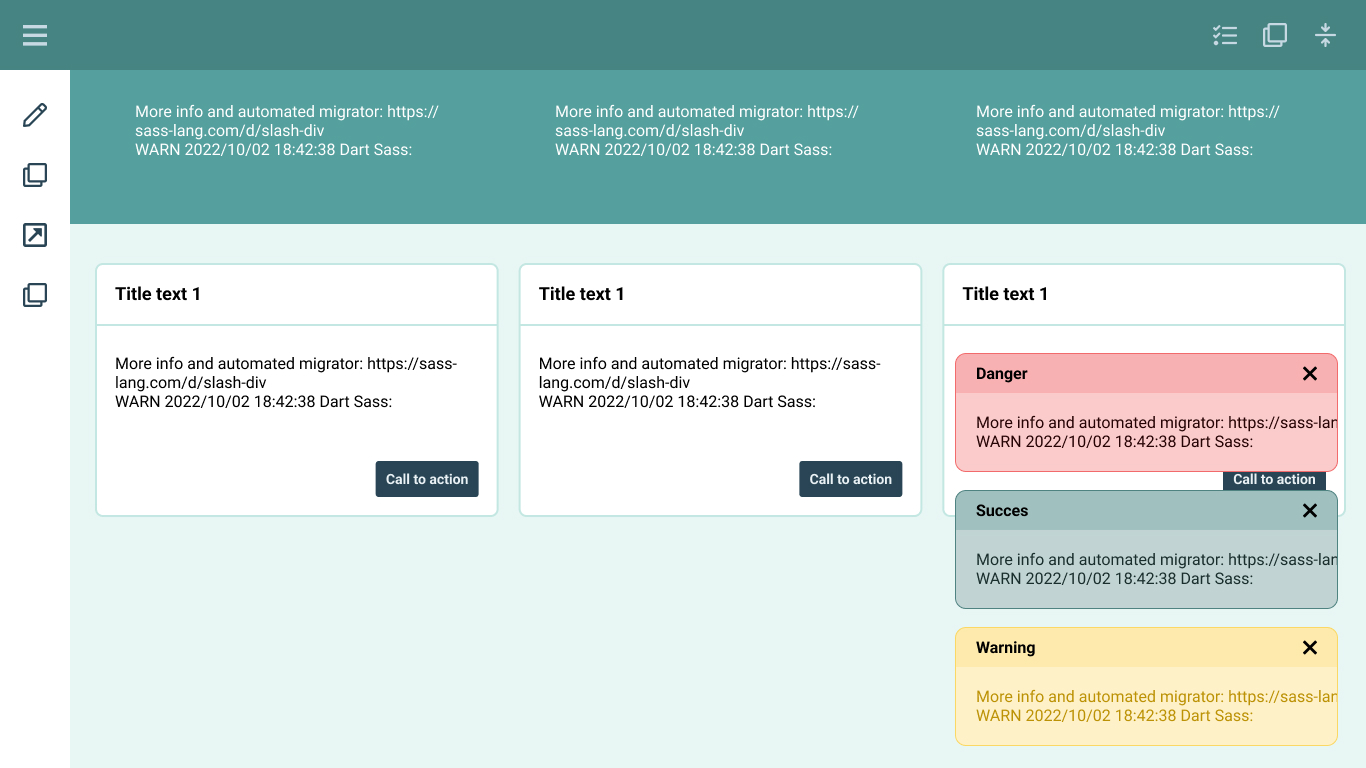 More info and automated migrator: https://
sass-lang.com/d/slash-div
WARN 2022/10/02 18:42:38 Dart Sass:
More info and automated migrator: https://
sass-lang.com/d/slash-div
WARN 2022/10/02 18:42:38 Dart Sass:
More info and automated migrator: https://
sass-lang.com/d/slash-div
WARN 2022/10/02 18:42:38 Dart Sass:
Title text 1
More info and automated migrator: https://sass-
lang.com/d/slash-div
WARN 2022/10/02 18:42:38 Dart Sass:
Call to action
Title text 1
More info and automated migrator: https://sass-
lang.com/d/slash-div
WARN 2022/10/02 18:42:38 Dart Sass:
Call to action
Title text 1
Danger
More info and automated migrator: https://sass-lan
WARN 2022/10/02 18:42:38 Dart Sass:
Call to action
Succes
More info and automated migrator: https://sass-lan
WARN 2022/10/02 18:42:38 Dart Sass:
Warning
More info and automated migrator: https://sass-lan
WARN 2022/10/02 18:42:38 Dart Sass: